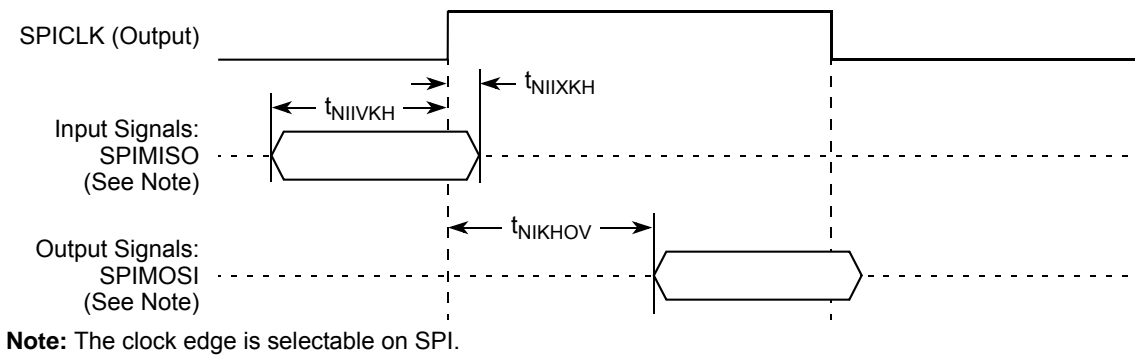 SPICLK (Output)
tNIIXKH
tNIIVKH
Input Signals:
SPIMISO
(See Note)
tNIKHOV
Output Signals:
SPIMOSI
(See Note)
Note: The clock edge is selectable on SPI.